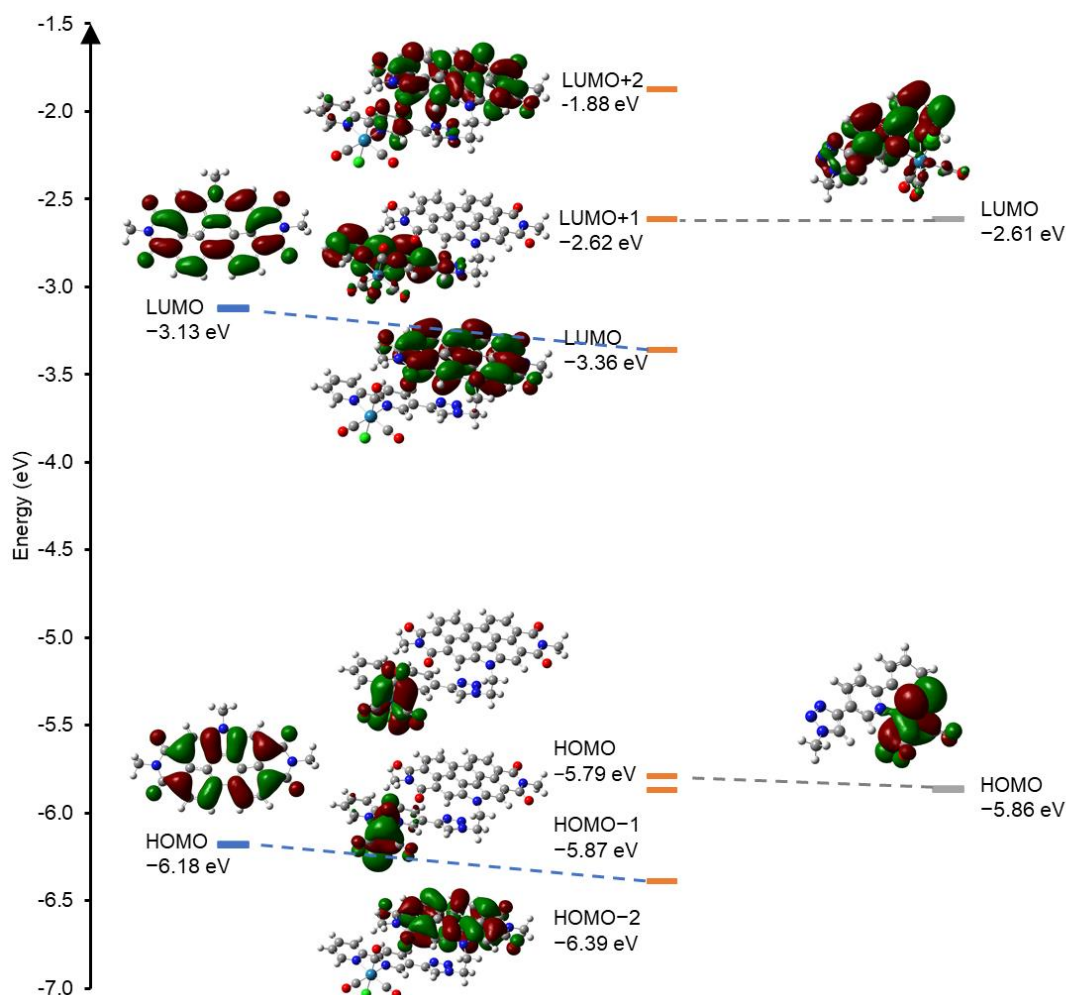 Energy (eV)
-1.5
-2.0
-2.5
-3.0
-3.5
-4.0
-4.5
-5.0
-5.5
-6.0
-6.5
-7.0
LUMO
−3.13 eV
HOMO
−6.18 eV
LUMO+2
-1.88 eV
LUMO+1
−2.62 eV
LUMO
−3.36 eV
HOMO
−5.79 eV
HOMO−1
−5.87 eV
HOMO−2
−6.39 eV
LUMO
−2.61 eV
HOMO
−5.86 eV